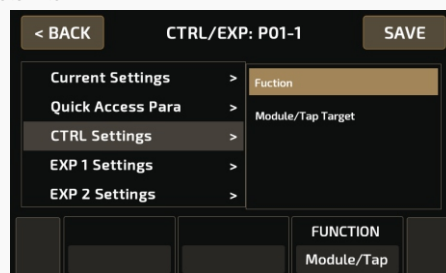 < BACK
CTRL/EXP: P01-1
SAVE
Current Settings >
Quick Access Para >
CTRL Settings >
EXP 1 Settings >
EXP 2 Settings >
Fuction
Module/Tap Target
FUNCTION
Module/Tap